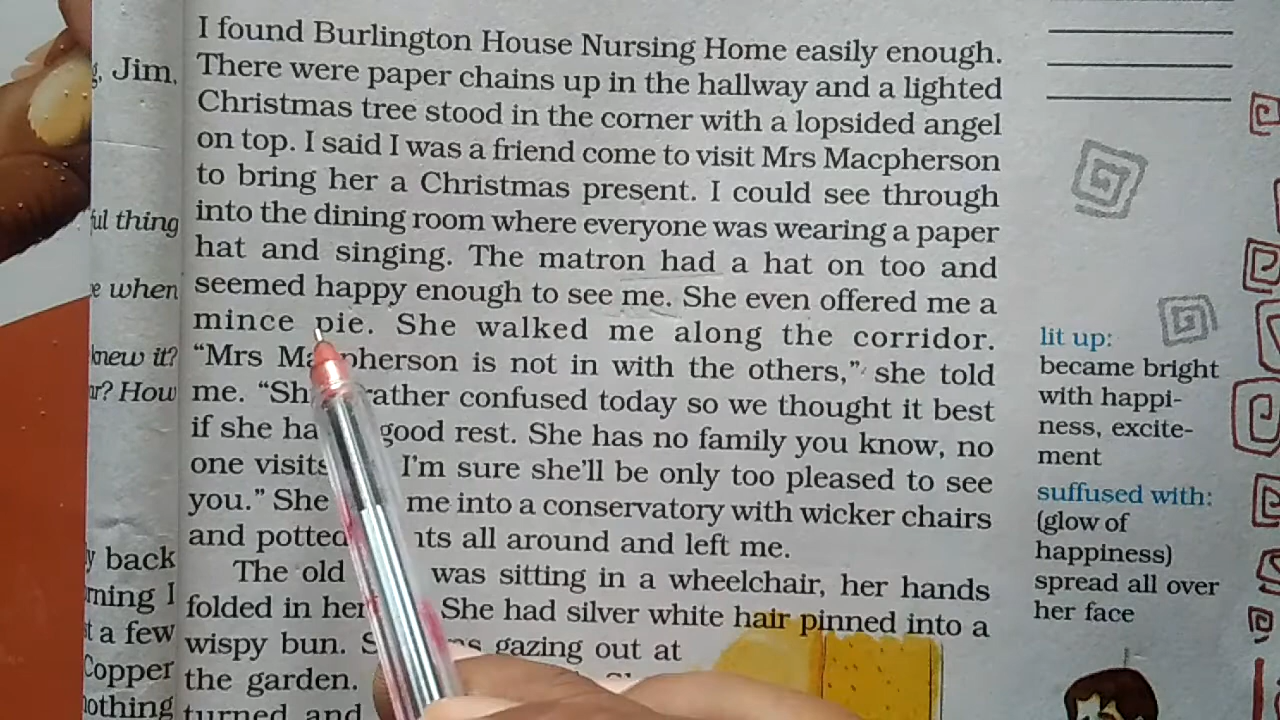 I found Burlington House Nursing Home easily enough.
There were paper chains up in the hallway and a lighted
Christmas tree stood in the corner with a lopsided angel
on top. I said I was a friend come to visit Mrs Macpherson
to bring her a Christmas present. I could see through
into the dining room where everyone was wearing a paper
hat and singing. The matron had a hat on too and
seemed happy enough to see me. She even offered me a
mince pie. She walked me along the corridor.
“Mrs Macpherson is not in with the others,” she told
me. “She rather confused today so we thought it best
if she good rest. She has no family you know, no
one visits I'm sure she'll be only too pleased to see
you.” She me into a conservatory with wicker chairs
and potted all around and left me.
The old was sitting in a wheelchair, her hands
folded in her She had silver white hair pinned into a
wispy bun. gazing out at
the garden.
turned and
Jim,
thing
when
knew it?
How
back
I
a few
Copper
lit up:
became bright
with happi-
ness, excite-
ment
suffused with:
(glow of
happiness)
spread all over
her face